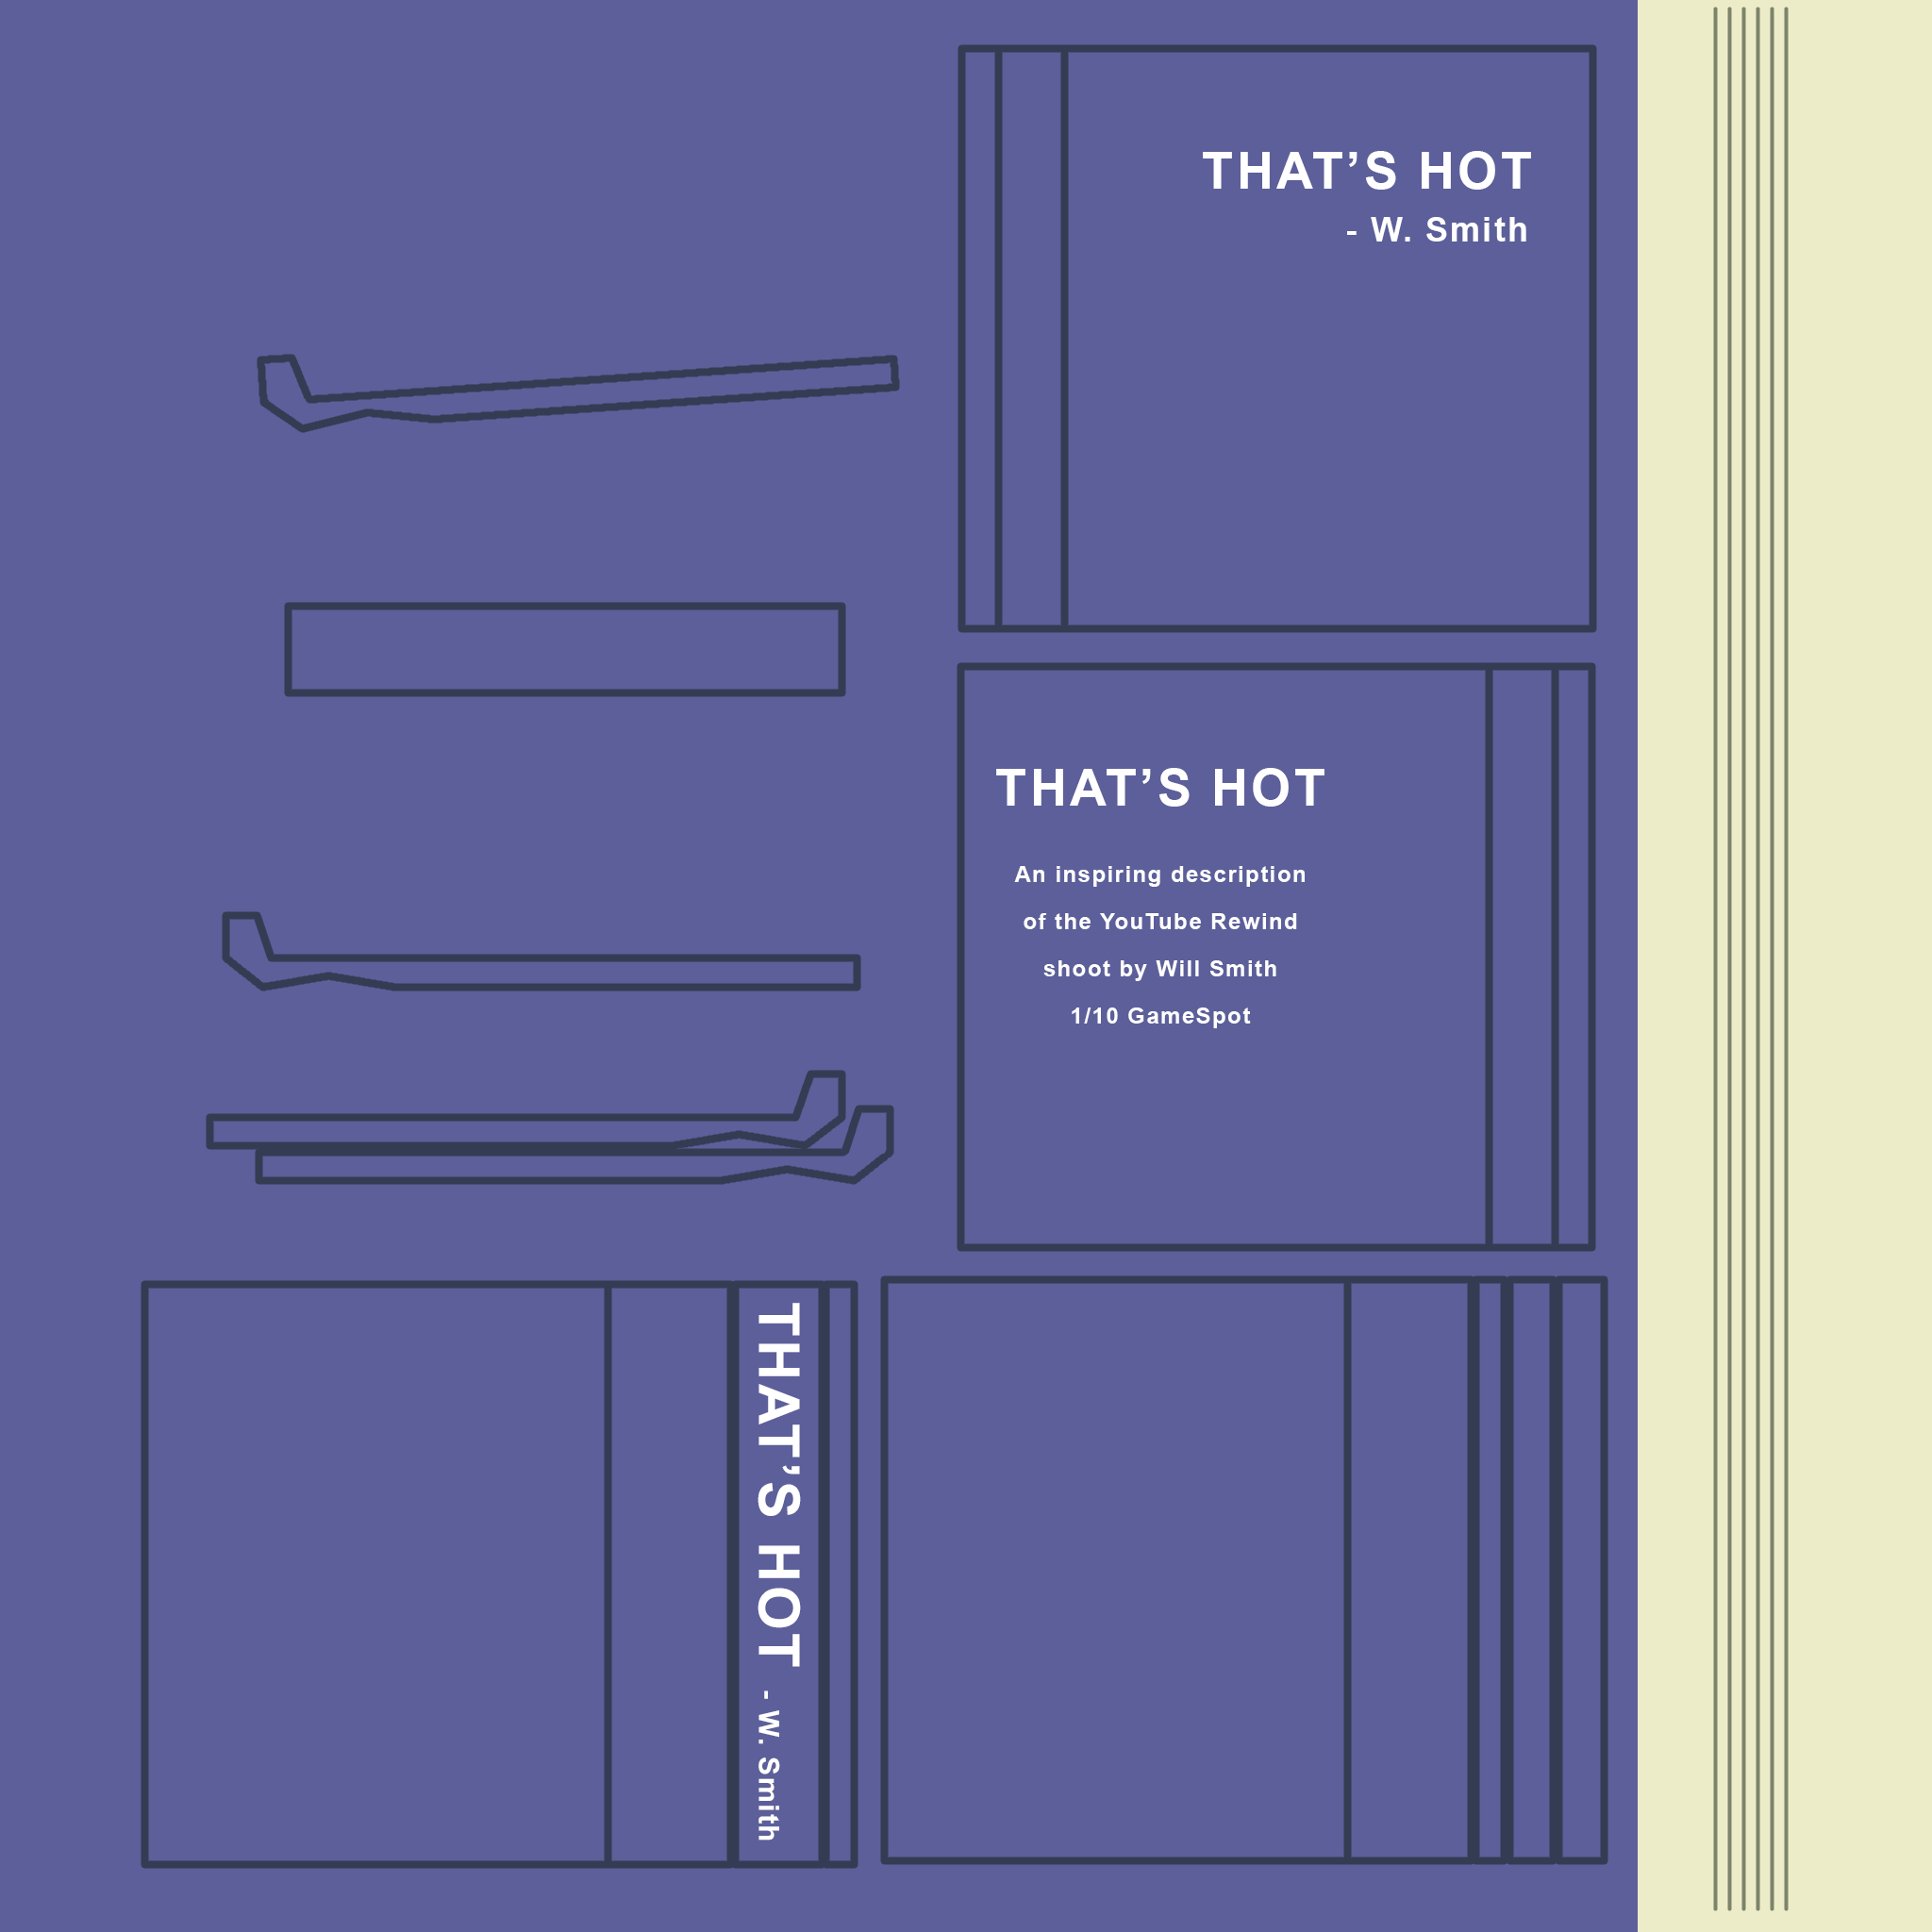 THAT’S HOT
- W. Smith
THAT’S HOT
An inspiring description
of the YouTube Rewind
shoot by Will Smith
1/10 GameSpot
THAT’S HOT - W. Smith